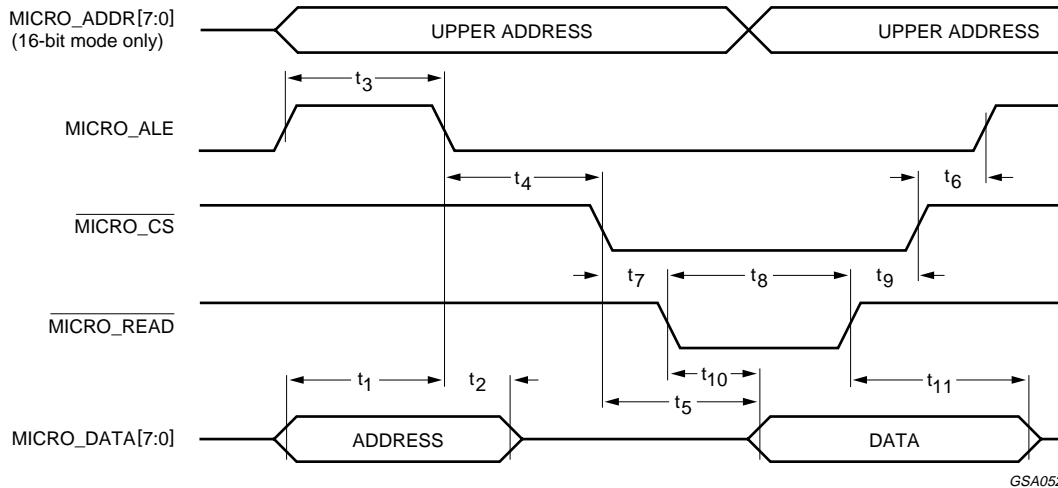 MICRO_ADDR[7:0]
(16-bit mode only)
UPPER ADDRESS
UPPER ADDRESS
t3
MICRO_ALE
t4
t6
MICRO_CS
t7
t8
t9
MICRO_READ
t1
t2
t10
t11
t5
MICRO_DATA[7:0]
ADDRESS
DATA
GSA052